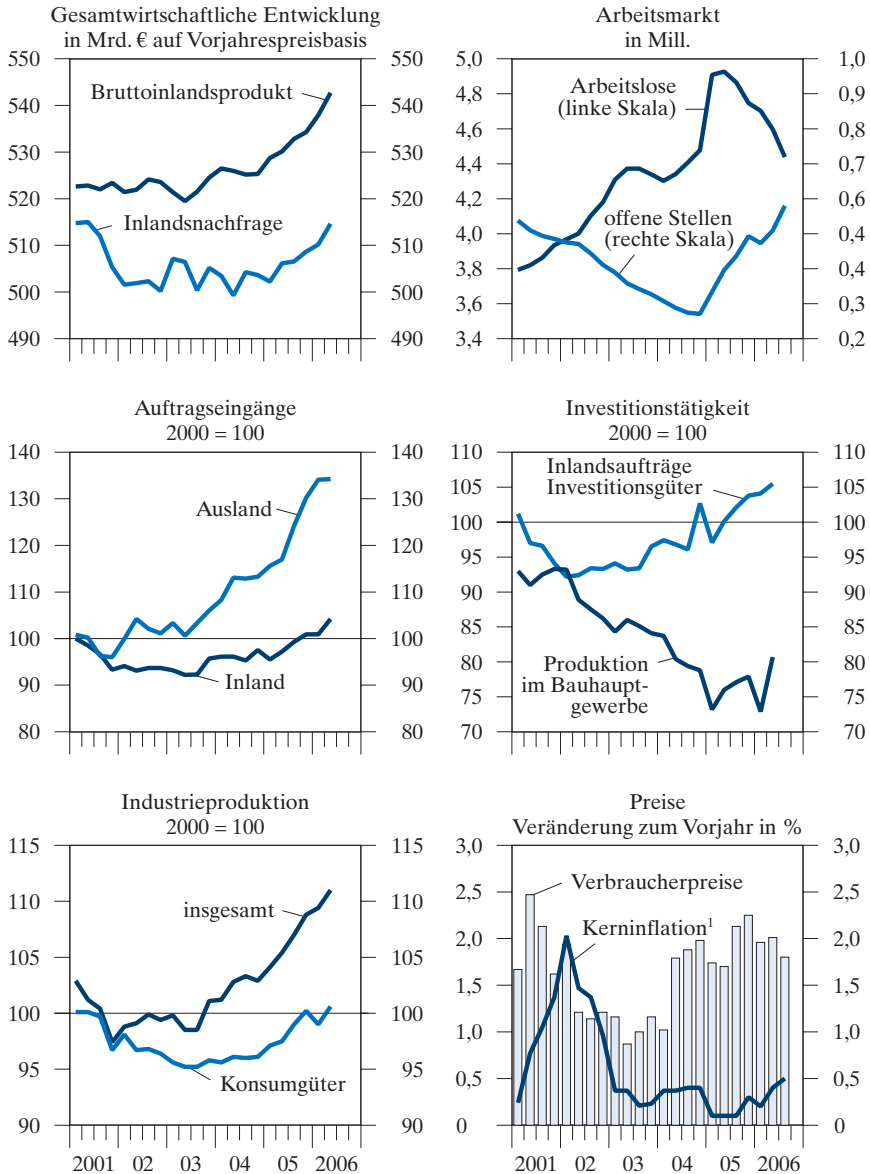 Gesamtwirtschaftliche Entwicklung
in Mrd. € auf Vorjahrespreisbasis
550 550
540 540
530 530
520 520
510 510
500 500
490 490
Bruttoinlandsprodukt
Inlandsnachfrage
Arbeitsmarkt
in Mill.
5,0 1,0
0,9
4,8 0,8
4,4 0,7
4,2 0,6
4,0 0,4
3,8 0,4
3,6 0,3
3,4 0,2
Arbeitslose
(linke Skala)
offene Stellen
(rechte Skala)
Auftragseingänge
2000 = 100
140 140
130 130
120 120
110 110
100 100
90 90
80 80
Ausland
Inland
Investitionstätigkeit
2000 = 100
110 110
105 105
100 100
95 95
90 90
85 85
80 80
75 75
70 70
Inlandsaufträge
Investitionsgüter
Produktion
im Bauhaupt-
gewerbe
Industrieproduktion
2000 = 100
115 115
110 110
105 105
100 100
95 95
90 90
insgesamt
Konsumgüter
2001 02 03 04 05 2006
Preise
Veränderung zum Vorjahr in %
3,0 3,0
2,5 2,5
2,0 2,0
1,5 1,5
1,0 1,0
0,5 0,5
0 0
Verbraucherpreise
Kerninflation¹
2001 02 03 04 05 2006